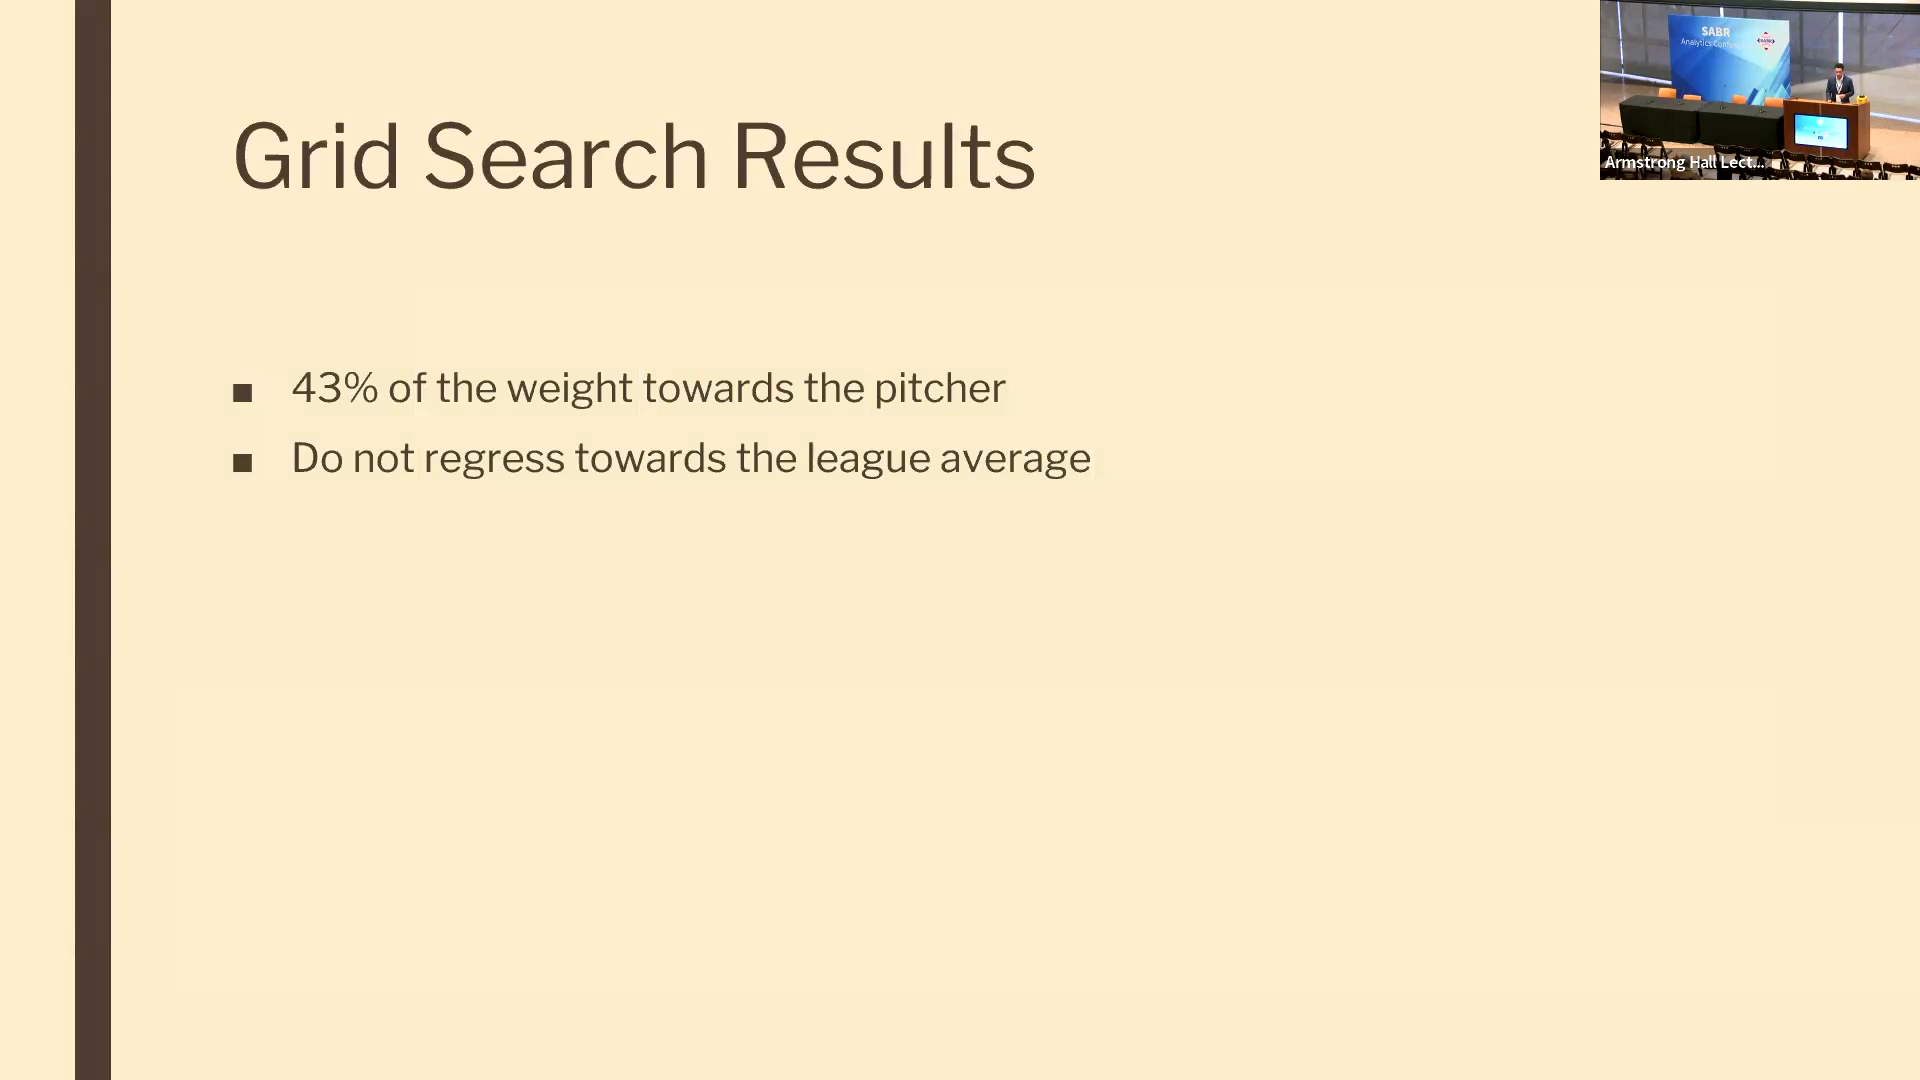 SABR
Analytics
Armstrong Hall Lect...
Grid Search Results
■ 43% of the weight towards the pitcher
■ Do not regress towards the league average